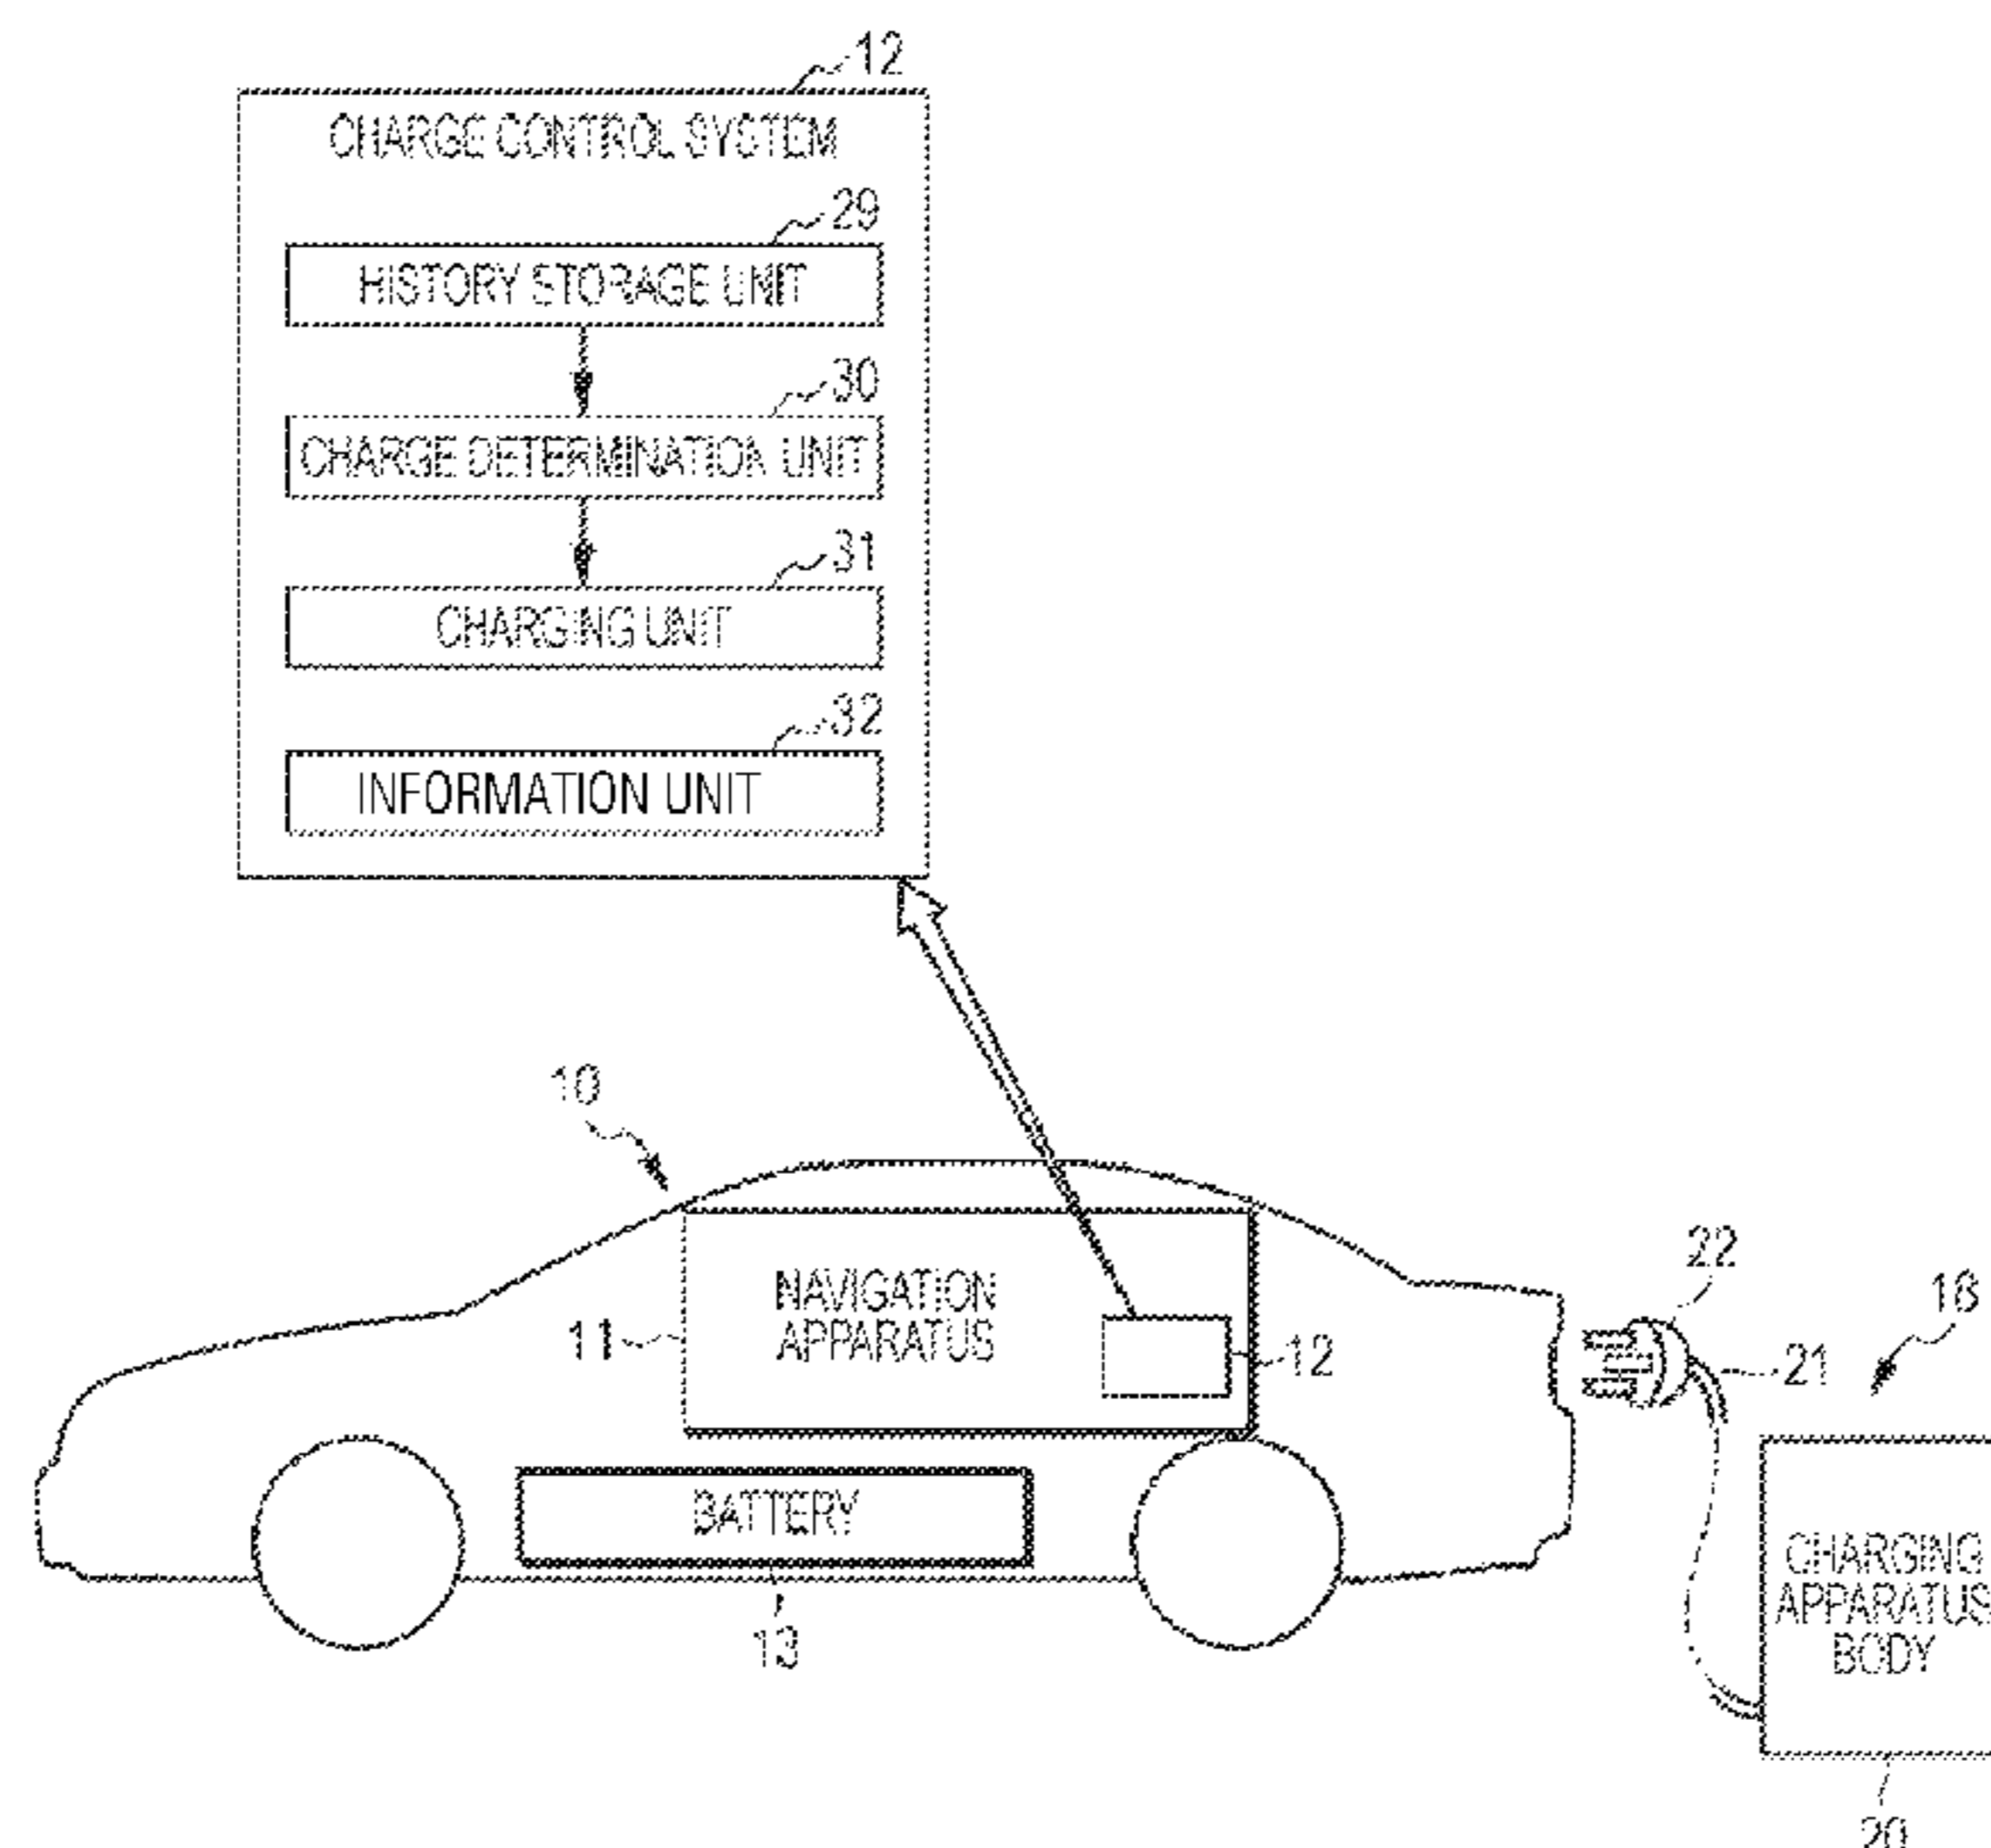 12
CHARGE CONTROL SYSTEM
29
HISTORY STORAGE UNIT
30
CHARGE DETERMINATION UNIT
31
CHARGING UNIT
32
INFORMATION UNIT
10
NAVIGATION
APPARATUS
11
12
22
21
18
BATTERY
13
CHARGING
APPARATUS
BODY
20